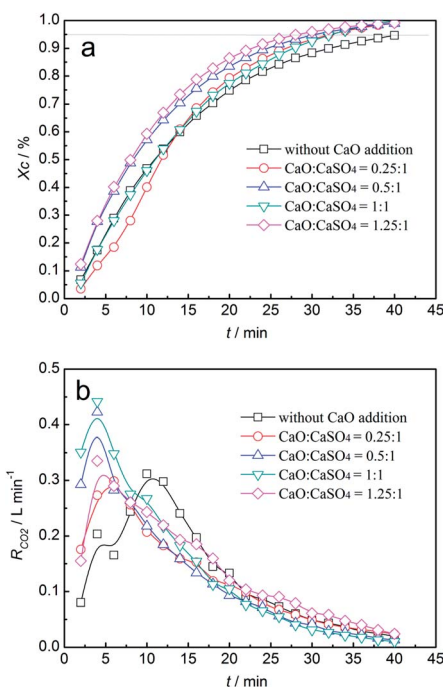 a
1.0
0.9
0.8
0.7
0.6
0.5
0.4
0.3
0.2
0.1
0.0
Xc / %
without CaO addition
CaO:CaSO4 = 0.25:1
CaO:CaSO4 = 0.5:1
CaO:CaSO4 = 1:1
CaO:CaSO4 = 1.25:1
0 5 10 15 20 25 30 35 40 45
t / min
b
0.5
0.4
0.3
0.2
0.1
0.0
RCO2 / L min-1
without CaO addition
CaO:CaSO4 = 0.25:1
CaO:CaSO4 = 0.5:1
CaO:CaSO4 = 1:1
CaO:CaSO4 = 1.25:1
0 5 10 15 20 25 30 35 40 45
t / min